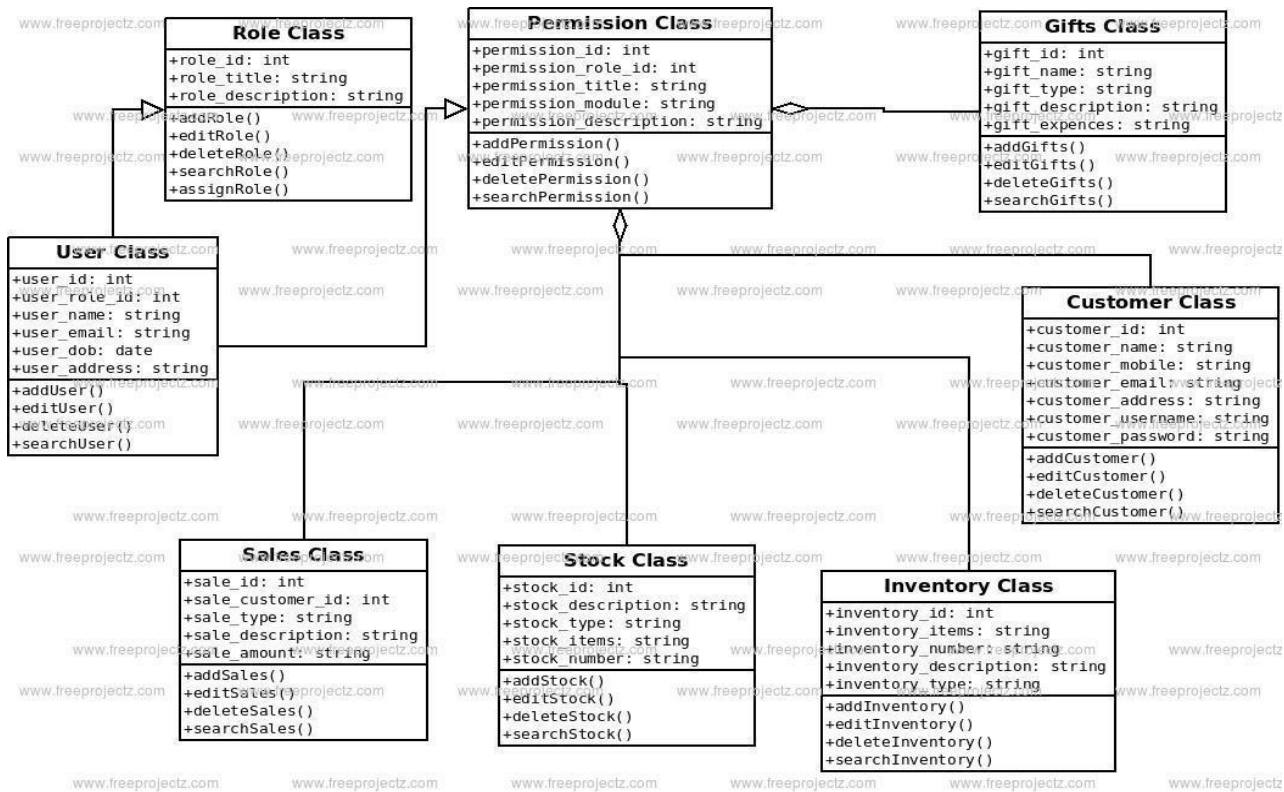 Role Class
+role_id: int
+role_title: string
+role_description: string
+addRole()
+editRole()
+deleteRole()
+searchRole()
+assignRole()
Permission Class
+permission_id: int
+permission_role_id: int
+permission_title: string
+permission_module: string
+permission_description: string
+addPermission()
+editPermission()
+deletePermission()
+searchPermission()
Gifts Class
+gift_id: int
+gift_name: string
+gift_type: string
+gift_description: string
+gift_expences: string
+addGifts()
+editGifts()
+deleteGifts()
+searchGifts()
User Class
+user_id: int
+user_role_id: int
+user_name: string
+user_email: string
+user_dob: date
+user_address: string
+addUser()
+editUser()
+deleteUser()
+searchUser()
Customer Class
+customer_id: int
+customer_name: string
+customer_mobile: string
+customer_email: string
+customer_address: string
+customer_username: string
+customer_password: string
+addCustomer()
+editCustomer()
+deleteCustomer()
+searchCustomer()
Sales Class
+sale_id: int
+sale_customer_id: int
+sale_type: string
+sale_description: string
+sale_amount: string
+addSales()
+editSales()
+deleteSales()
+searchSales()
Stock Class
+stock_id: int
+stock_description: string
+stock_type: string
+stock_items: string
+stock_number: string
+addStock()
+editStock()
+deleteStock()
+searchStock()
Inventory Class
+inventory_id: int
+inventory_items: string
+inventory_number: string
+inventory_description: string
+inventory_type: string
+addInventory()
+editInventory()
+deleteInventory()
+searchInventory()
www.freeprojectz.com